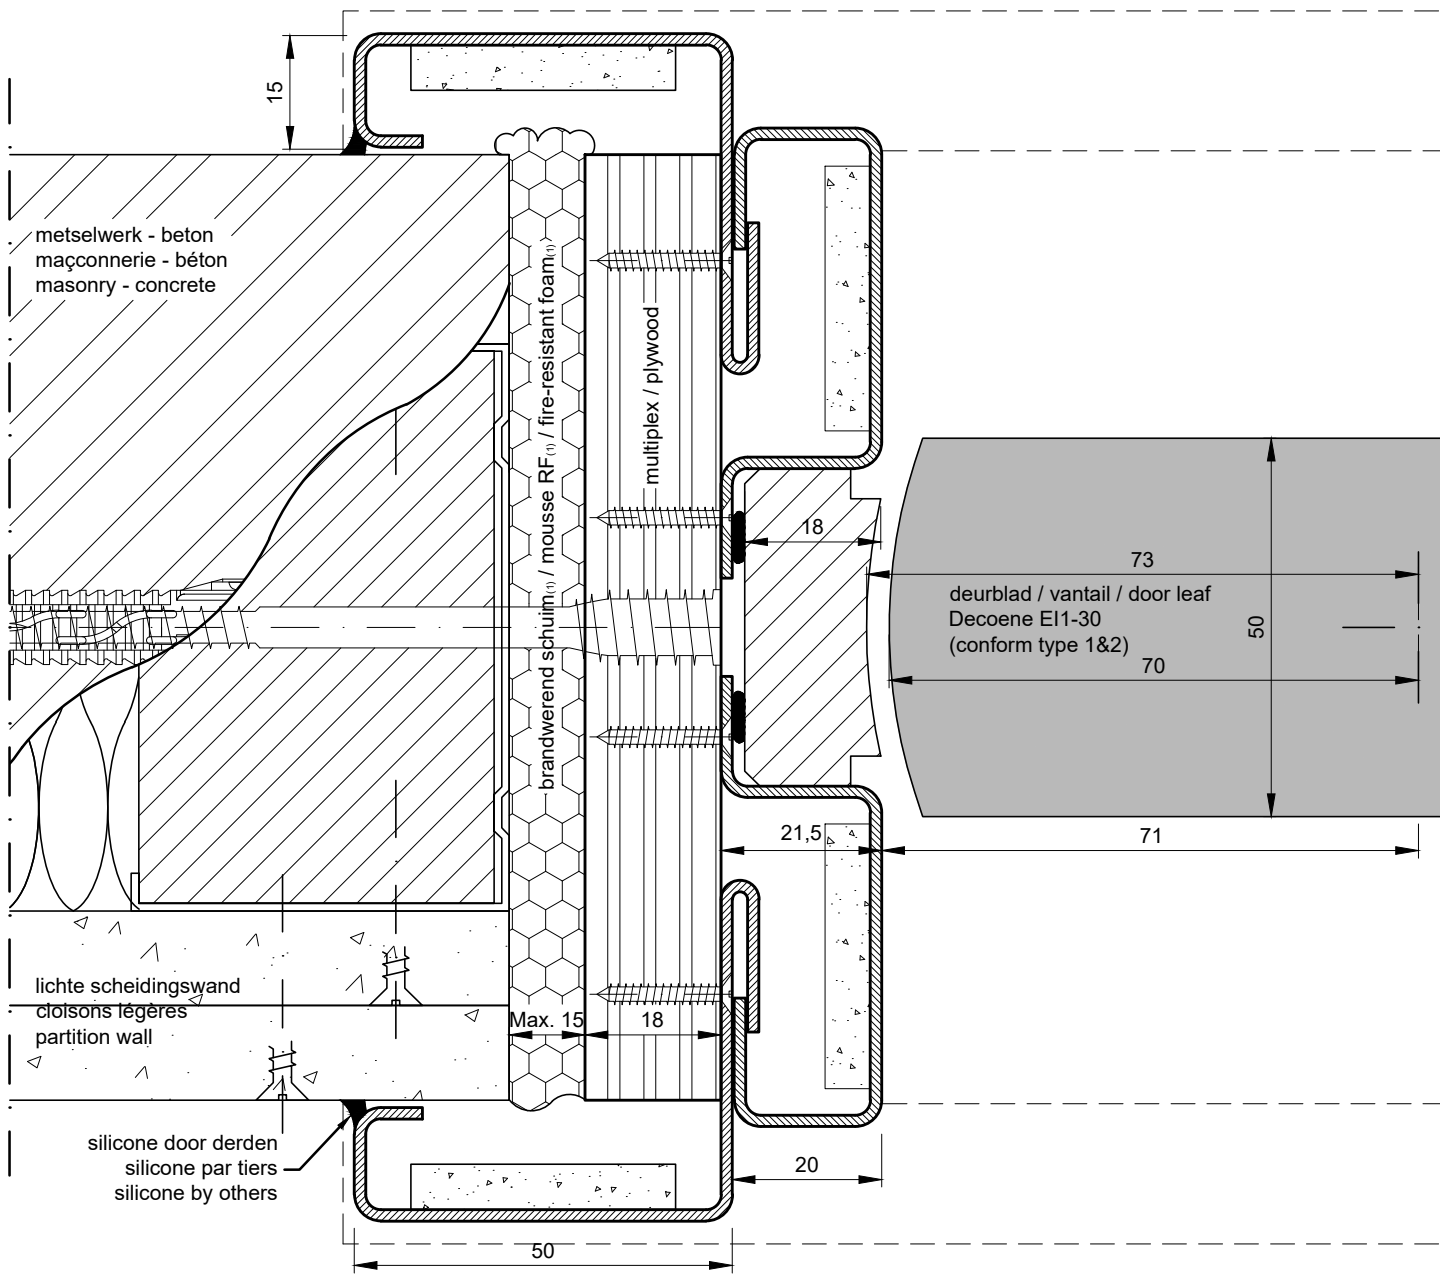 15
metselwerk - beton
maçconnerie - béton
masonry - concrete
brandwerend schuim(1) / mousse RF(1) / fire-resistant foam(1)
multiplex / plywood
18
73
deurblad / vantail / door leaf
Decoene EI1-30
(conform type 1&2)
50
70
21,5
71
lichte scheidingswand
cloisons légères
partition wall
Max. 15
18
silicone door derden
silicone par tiers
silicone by others
20
50